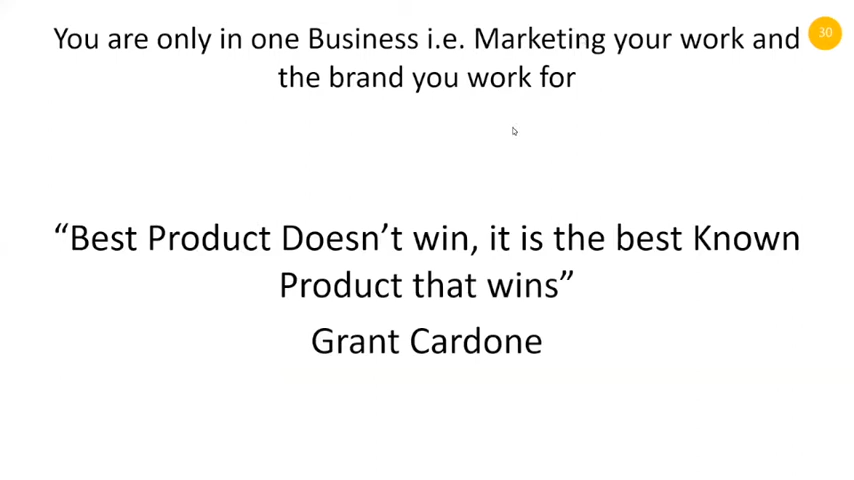 You are only in one Business i.e. Marketing your work and
the brand you work for
30
“Best Product Doesn’t win, it is the best Known
Product that wins”
Grant Cardone